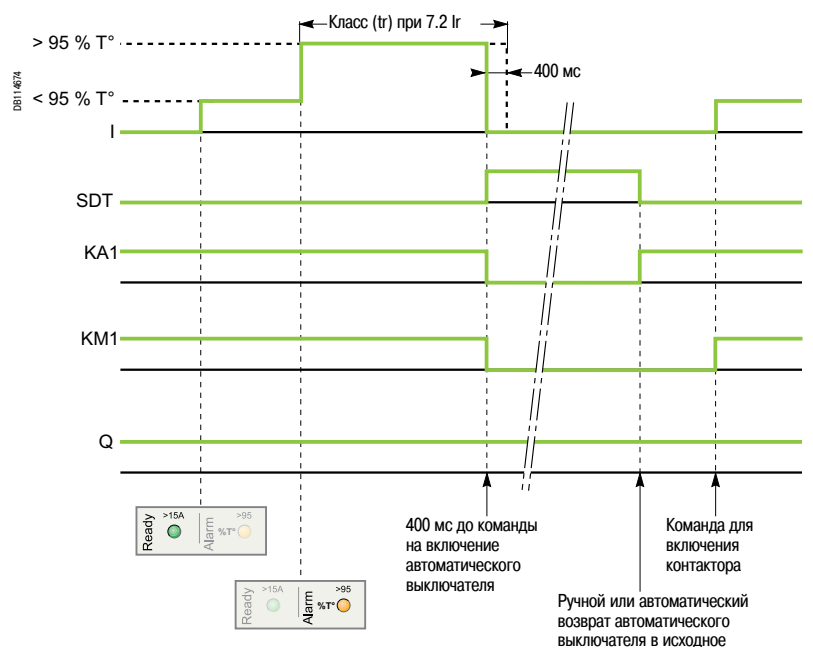 Класс (tr) при 7.2 Ir
> 95 % T°
400 мс
< 95 % T°
DB114674
I
SDT
KA1
KM1
Q
Ready
>15A
Alarm
%T°
>95
Ready
>15A
Alarm
%T°
>95
400 мс до команды
на включение
автоматического
выключателя
Команда для
включения
контактора
Ручной или автоматический
возврат автоматического
выключателя в исходное